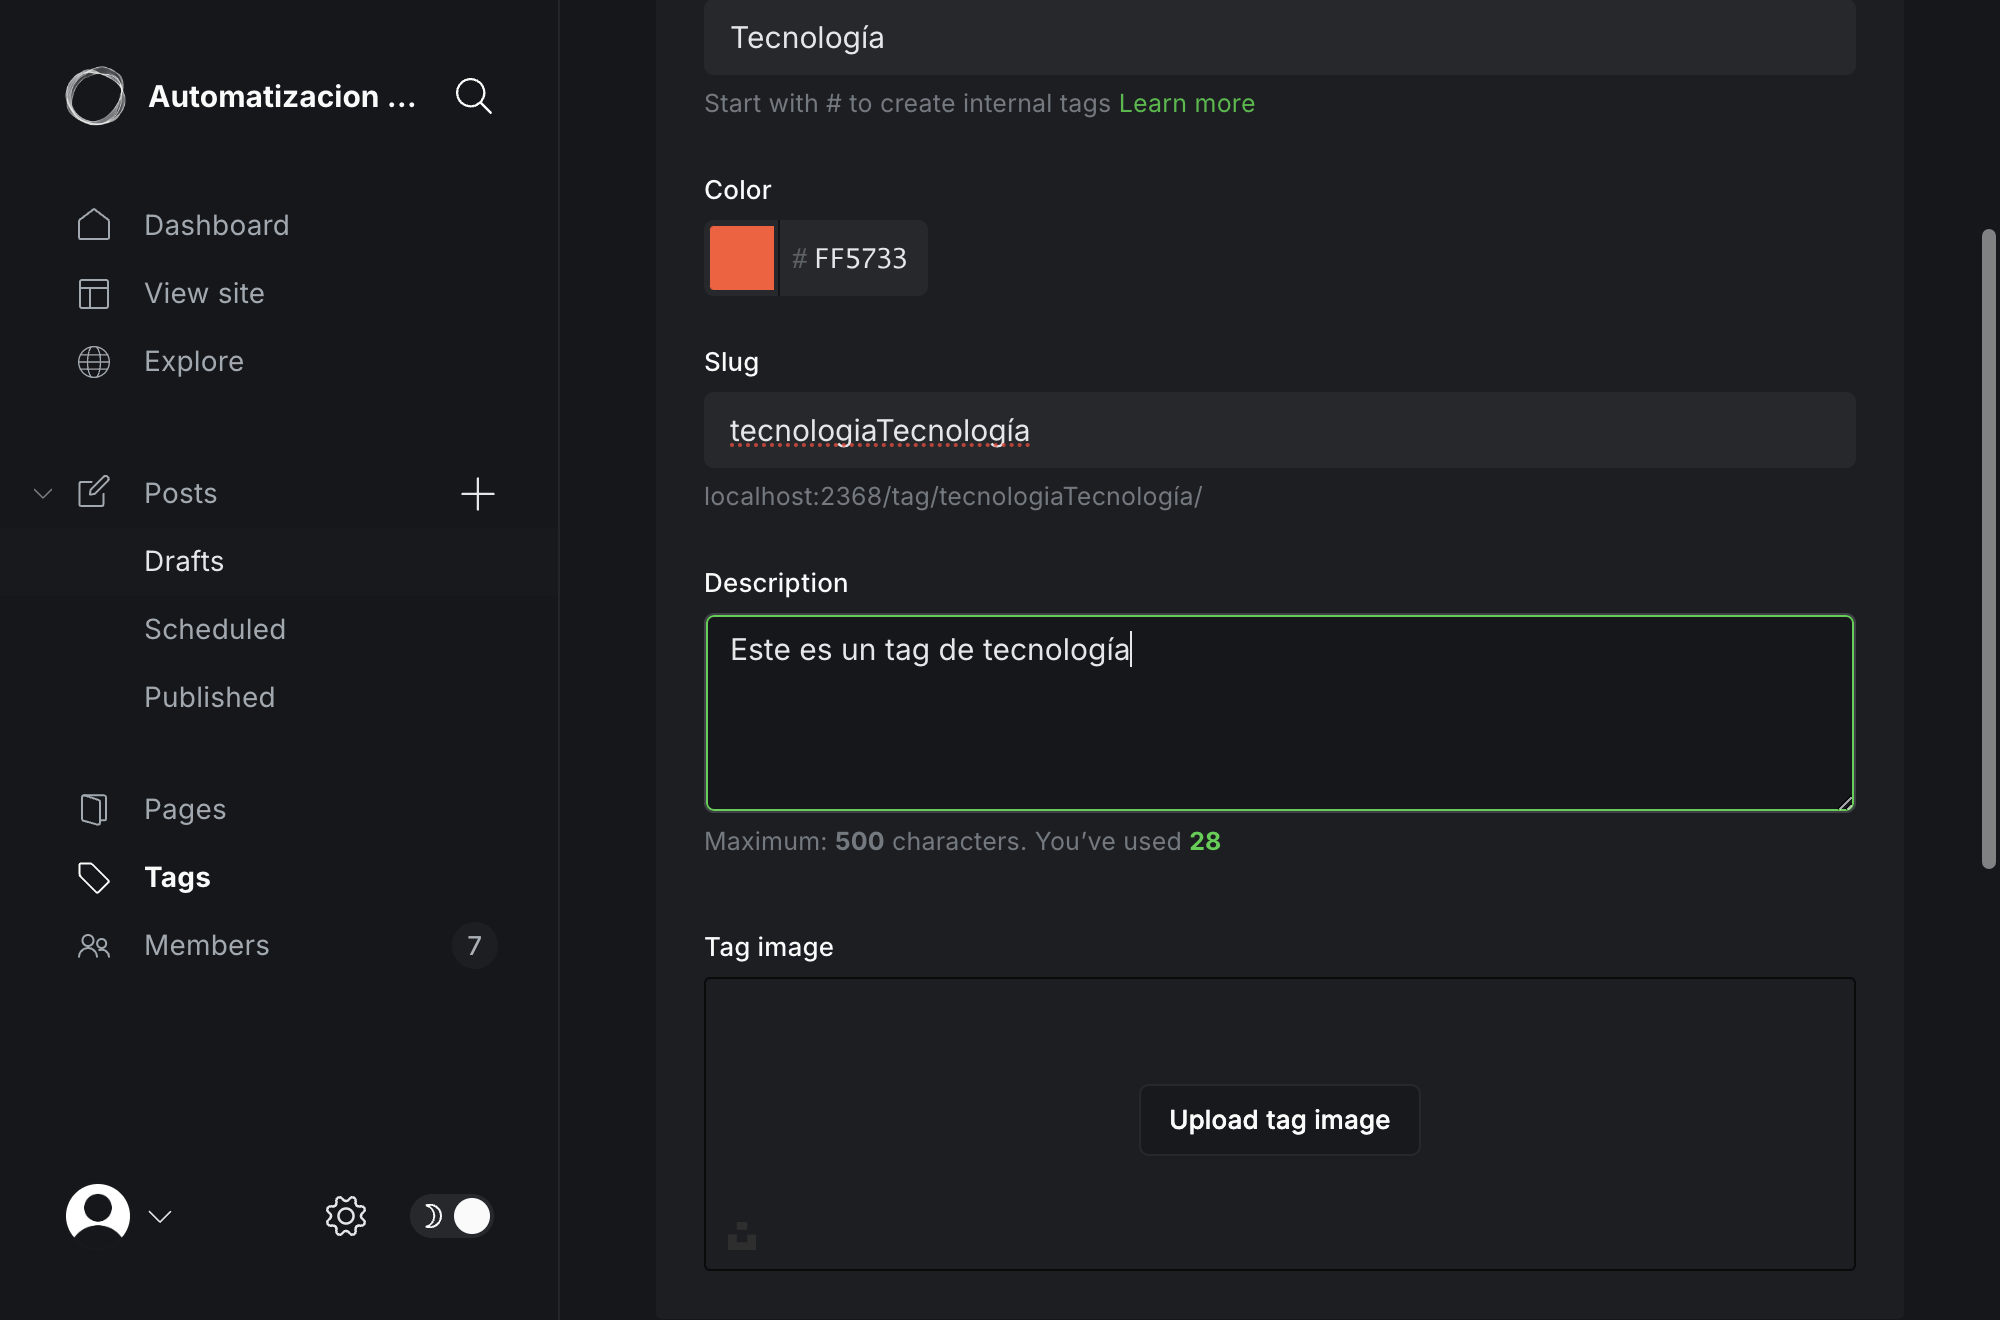 Automatizacion ...
Dashboard
View site
Explore
Posts
Drafts
Scheduled
Published
Pages
Tags
Members
7
Tecnología
Start with # to create internal tags Learn more
Color
# FF5733
Slug
tecnologiaTecnología
localhost:2368/tag/tecnologiaTecnología/
Description
Este es un tag de tecnología
Maximum: 500 characters. You’ve used 28
Tag image
Upload tag image